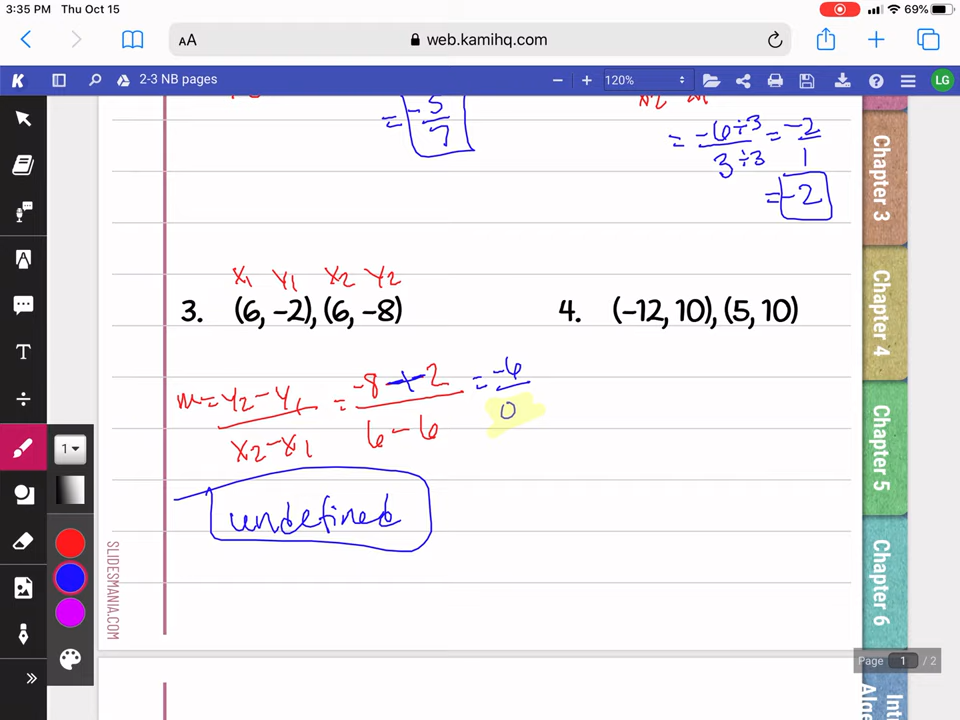 3:35 PM Thu Oct 15
69%
AA
web.kamihq.com
K
2-3 NB pages
120%
LG
= -5/7
x2 x1
= -6÷3/3÷3 = -2/1
= -2
x1 y1 x2 y2
3. (6, -2), (6, -8)
4. (-12, 10), (5, 10)
m = y2 - y1/x2 - x1 = -8 + 2/6 - 6 = -6/0
undefined
SLIDESMANIA.COM
Chapter 3
Chapter 4
Chapter 5
Chapter 6
Page 1 / 2
A
T
1